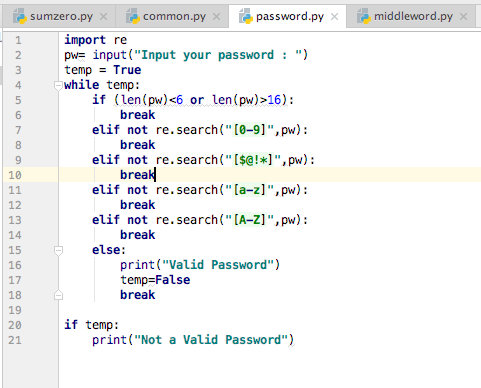 sumzero.py × common.py × password.py × middleword.py ×
1 import re
2 pw= input("Input your password : ")
3 temp = True
4 while temp:
5     if (len(pw)<6 or len(pw)>16):
6         break
7     elif not re.search("[0-9]",pw):
8         break
9     elif not re.search("[$@!*]",pw):
10         break
11     elif not re.search("[a-z]",pw):
12         break
13     elif not re.search("[A-Z]",pw):
14         break
15     else:
16         print("Valid Password")
17         temp=False
18         break
19
20 if temp:
21     print("Not a Valid Password")